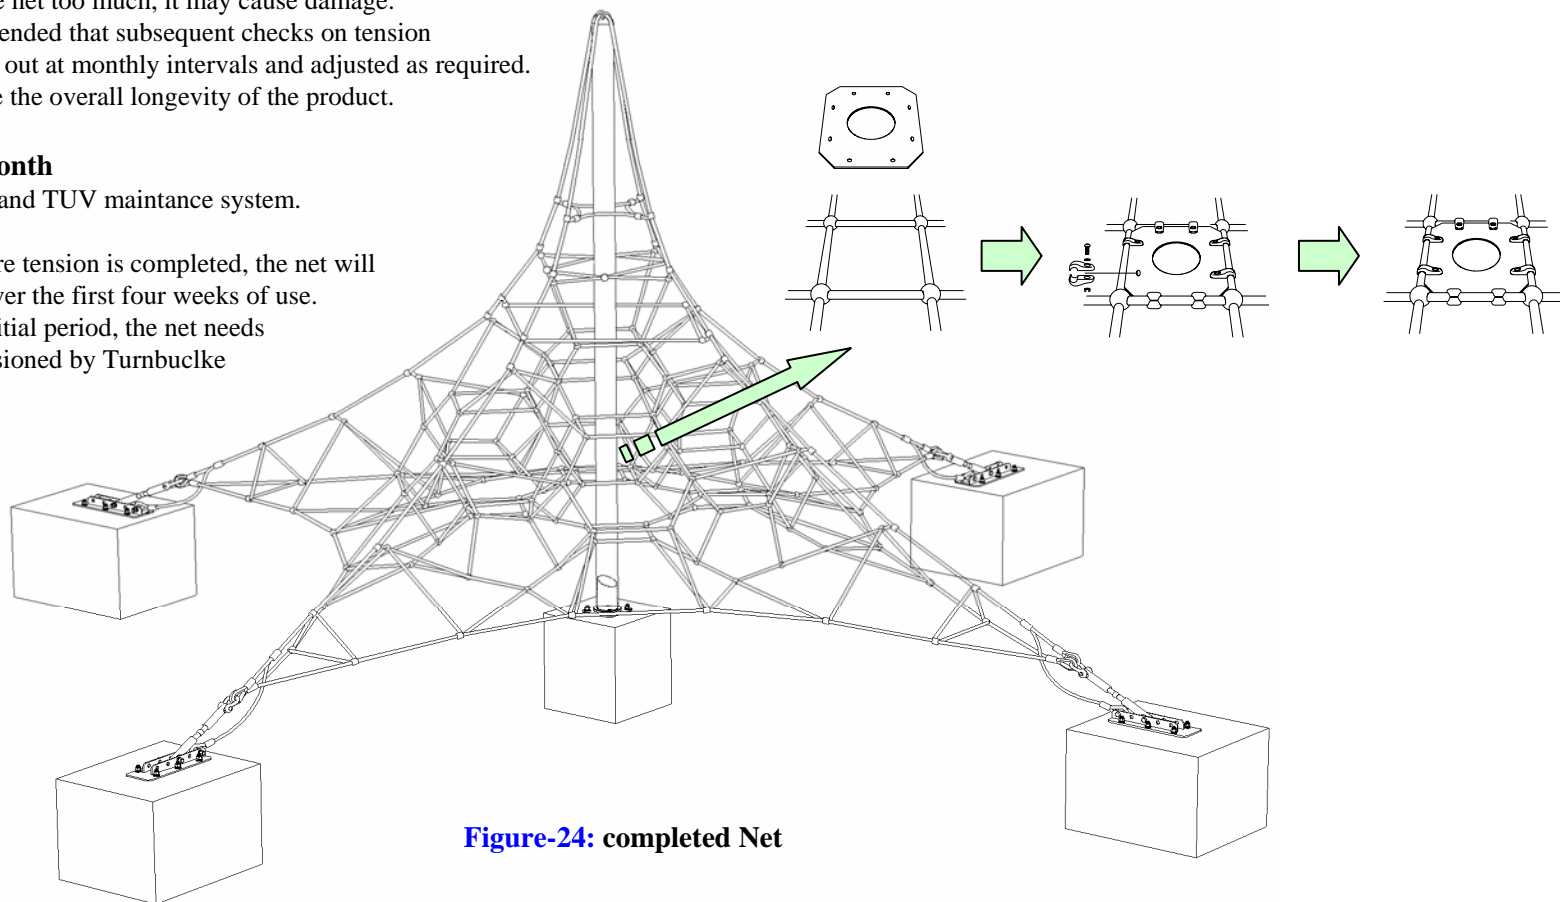 e net too much, it may cause damage.
ended that subsequent checks on tension
out at monthly intervals and adjusted as required.
e the overall longevity of the product.
onth
and TUV maintance system.
re tension is completed, the net will
ver the first four weeks of use.
itial period, the net needs
sioned by Turnbuclke
Figure-24: completed Net